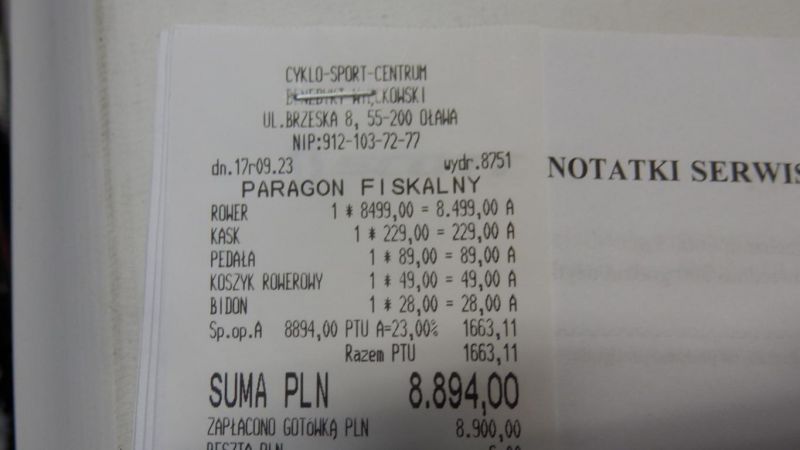 CYKLO-SPORT-CENTRUM
UL.BRZESKA 8, 55-200 OŁAWA
NIP:912-103-72-77
dn.17r09.23 wydr.8751
PARAGON FISKALNY
ROWER 1 * 8499,00 = 8.499,00 A
KASK 1 * 229,00 = 229,00 A
PEDAŁA 1 * 89,00 = 89,00 A
KOSZYK ROWEROWY 1 * 49,00 = 49,00 A
BIDON 1 * 28,00 = 28,00 A
Sp.op.A 8894,00 PTU A=23,00% 1663,11
Razem PTU 1663,11
SUMA PLN 8.894,00
ZAPŁACONO GOTÓWKĄ PLN 8.900,00
NOTATKI